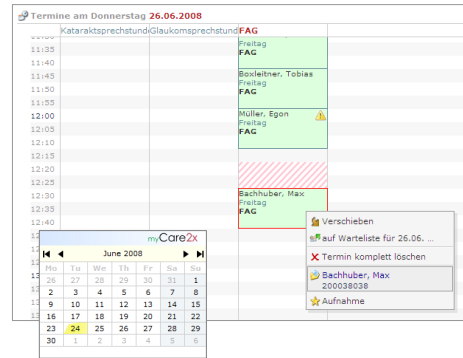 Termine am Donnerstag 26.06.2008
Kataraktsprechstund Glaukomsprechstund FAG
11:35 Freitag
FAG
11:40
11:45 Boxleitner, Tobias
11:50 Freitag
FAG
11:55
12:00 Müller, Egon
12:05 Freitag
FAG
12:10
12:15
12:20
12:25
12:30 Bachhuber, Max
12:35 Freitag
FAG
12:40
Verschieben
auf Warteliste für 26.06. ...
Termin komplett löschen
Bachhuber, Max
200038038
Aufnahme
myCare2x
June 2008
Mo Tu We Th Fr Sa Su
26 27 28 29 30 31 1
2 3 4 5 6 7 8
9 10 11 12 13 14 15
16 17 18 19 20 21 22
23 24 25 26 27 28 29
30 1 2 3 4 5 6